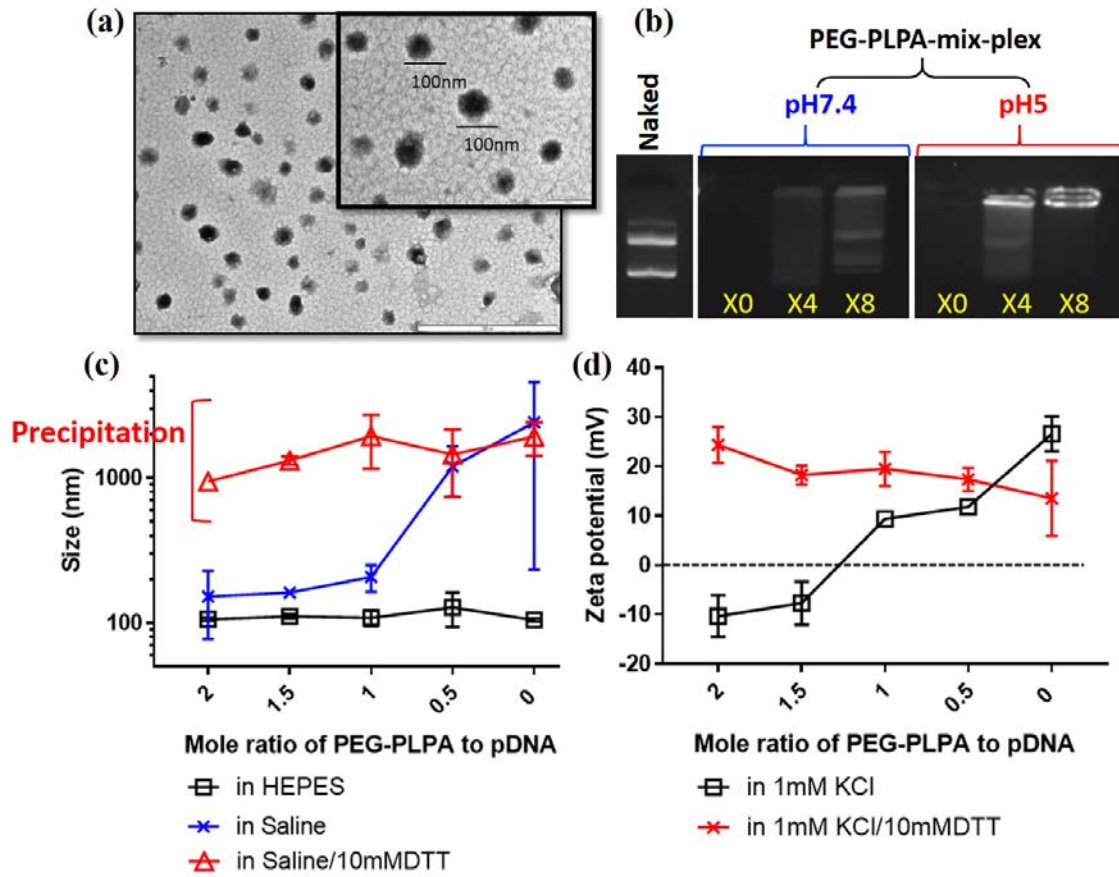 (a)
100nm
100nm
(b)
PEG-PLPA-mix-plex
Naked
pH7.4
pH5
X0 X4 X8
X0 X4 X8
(c)
Precipitation
Size (nm)
1000
100
2 1.5 1 0.5 0
Mole ratio of PEG-PLPA to pDNA
in HEPES
in Saline
in Saline/10mMDTT
(d)
Zeta potential (mV)
40
30
20
10
0
-10
-20
2 1.5 1 0.5 0
Mole ratio of PEG-PLPA to pDNA
in 1mM KCl
in 1mM KCl/10mMDTT